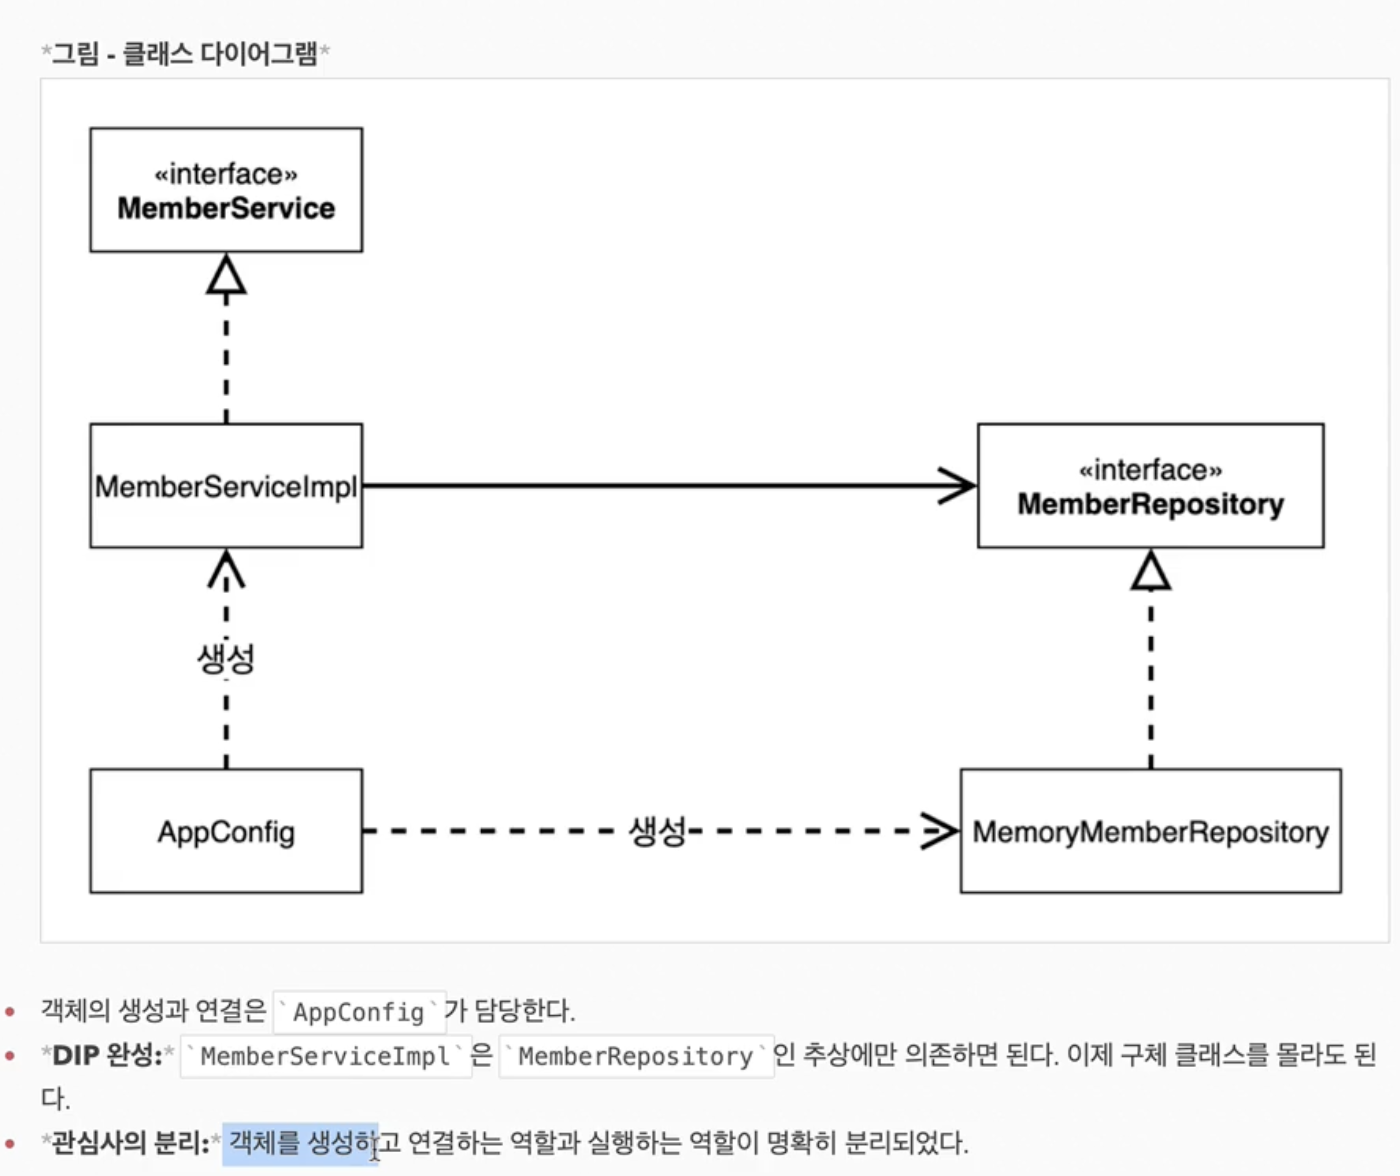 *그림 - 클래스 다이어그램*
«interface»
MemberService
MemberServiceImpl
«interface»
MemberRepository
생성
AppConfig
생성
MemoryMemberRepository
객체의 생성과 연결은 `AppConfig` 가 담당한다.
*DIP 완성:* `MemberServiceImpl` 은 `MemberRepository` 인 추상에만 의존하면 된다. 이제 구체 클래스를 몰라도 된
다.
*관심사의 분리:* 객체를 생성하고 연결하는 역할과 실행하는 역할이 명확히 분리되었다.